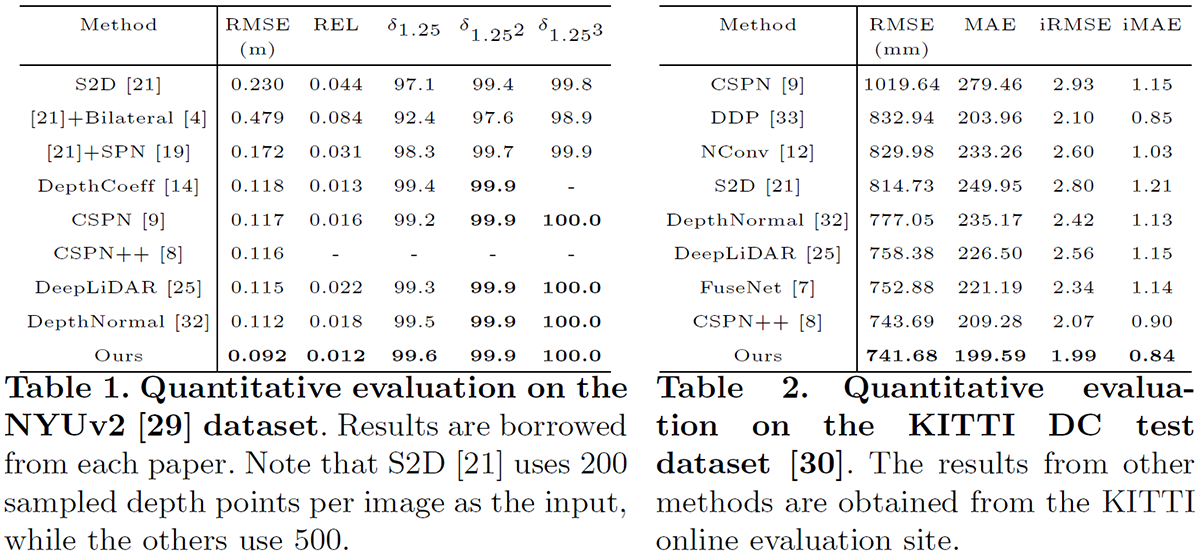 Method RMSE REL δ1.25 δ1.25² δ1.25³
(m)
S2D [21] 0.230 0.044 97.1 99.4 99.8
[21]+Bilateral [4] 0.479 0.084 92.4 97.6 98.9
[21]+SPN [19] 0.172 0.031 98.3 99.7 99.9
DepthCoeff [14] 0.118 0.013 99.4 99.9 -
CSPN [9] 0.117 0.016 99.2 99.9 100.0
CSPN++ [8] 0.116 - - - -
DeepLiDAR [25] 0.115 0.022 99.3 99.9 100.0
DepthNormal [32] 0.112 0.018 99.5 99.9 100.0
Ours 0.092 0.012 99.6 99.9 100.0
Table 1. Quantitative evaluation on the
NYUv2 [29] dataset. Results are borrowed
from each paper. Note that S2D [21] uses 200
sampled depth points per image as the input,
while the others use 500.
Method RMSE MAE iRMSE iMAE
(mm)
CSPN [9] 1019.64 279.46 2.93 1.15
DDP [33] 832.94 203.96 2.10 0.85
NConv [12] 829.98 233.26 2.60 1.03
S2D [21] 814.73 249.95 2.80 1.21
DepthNormal [32] 777.05 235.17 2.42 1.13
DeepLiDAR [25] 758.38 226.50 2.56 1.15
FuseNet [7] 752.88 221.19 2.34 1.14
CSPN++ [8] 743.69 209.28 2.07 0.90
Ours 741.68 199.59 1.99 0.84
Table 2. Quantitative evalua-
tion on the KITTI DC test
dataset [30]. The results from other
methods are obtained from the KITTI
online evaluation site.